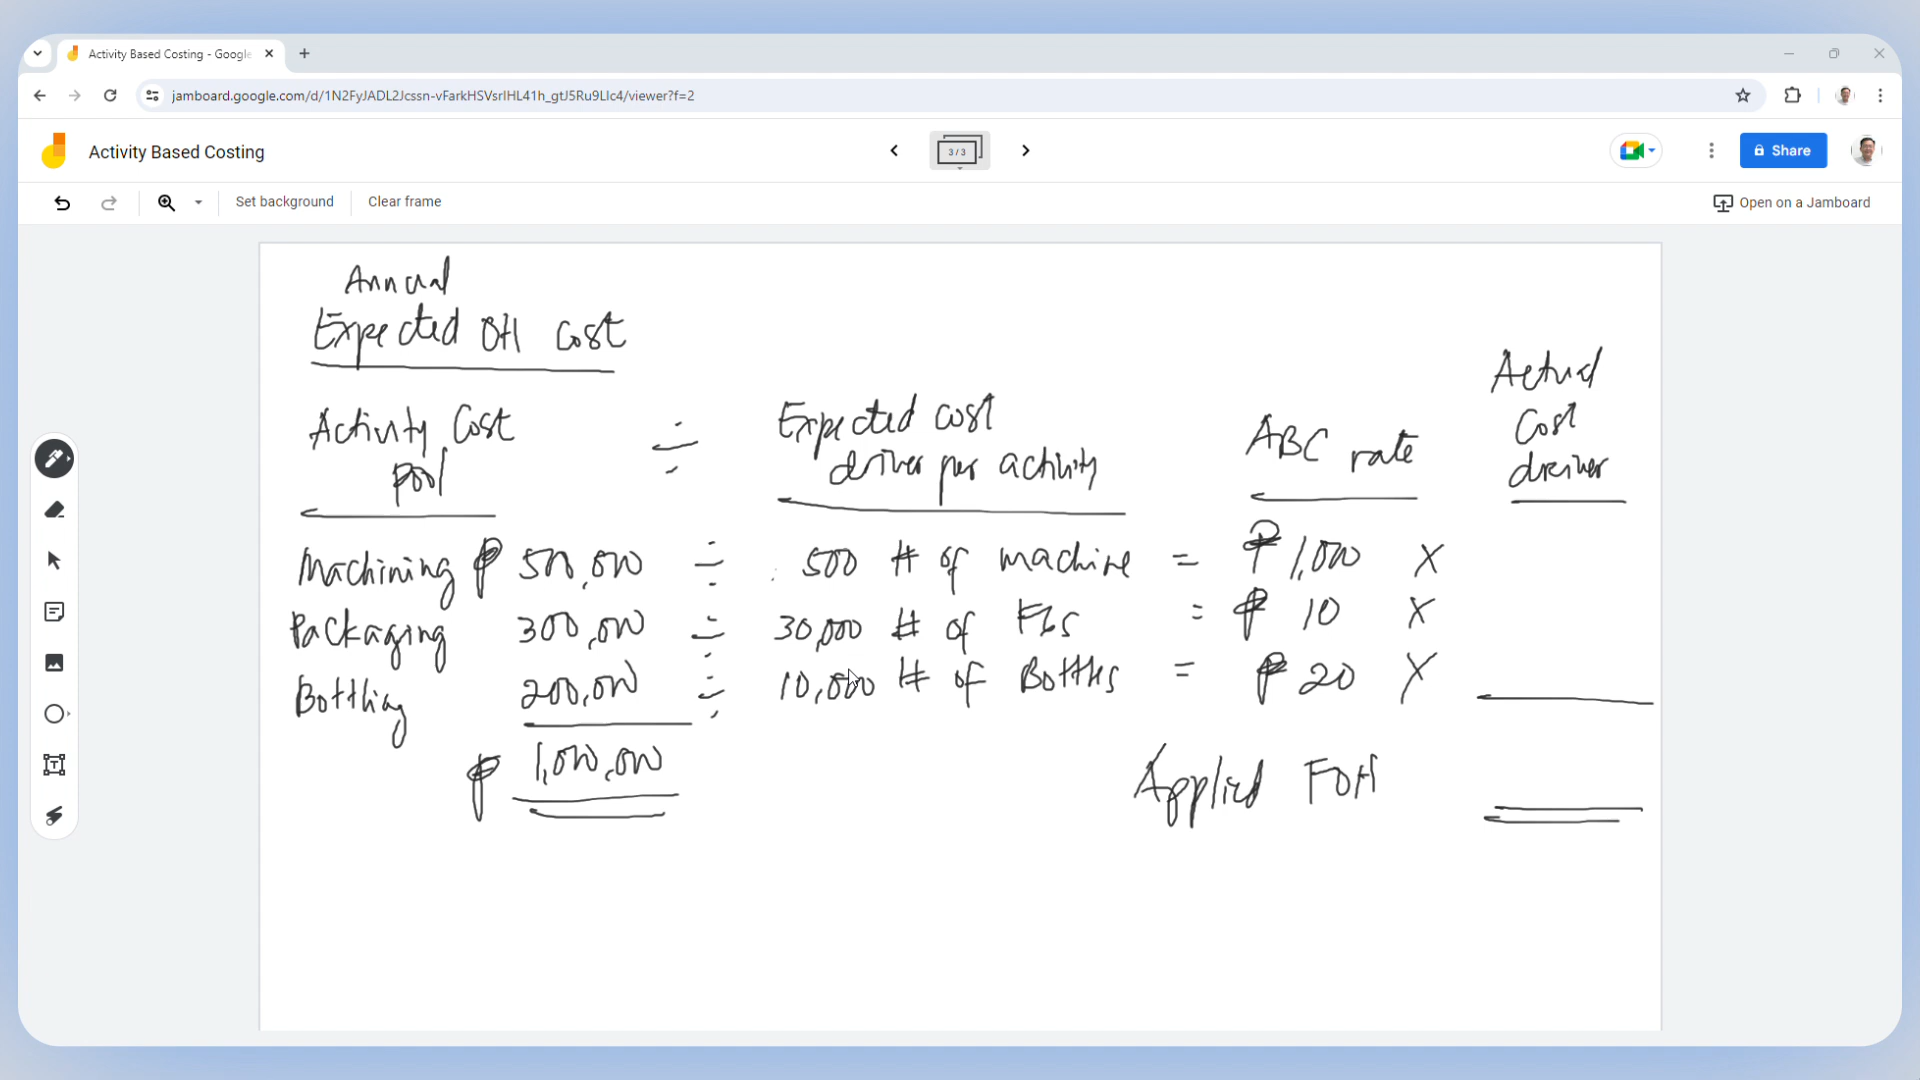 Activity Based Costing - Google
jamboard.google.com/d/1N2FyJADL2Jcssn-vFarkHSVsrIHL41h_gtJ5Ru9LIc4/viewer?f=2
Activity Based Costing
3 / 3
Share
Set background
Clear frame
Open on a Jamboard
Annual
Expected OH Cost
Activity Cost pool ÷ Expected cost driver per activity ABC rate Actual Cost driver
Machining ₱ 500,000 ÷ 500 # of machine = ₱ 1,000 X
Packaging 300,000 ÷ 30,000 # of FGs = ₱ 10 X
Bottling 200,000 ÷ 10,000 # of Bottles = ₱ 20 X
₱ 1,000,000
Applied FOH